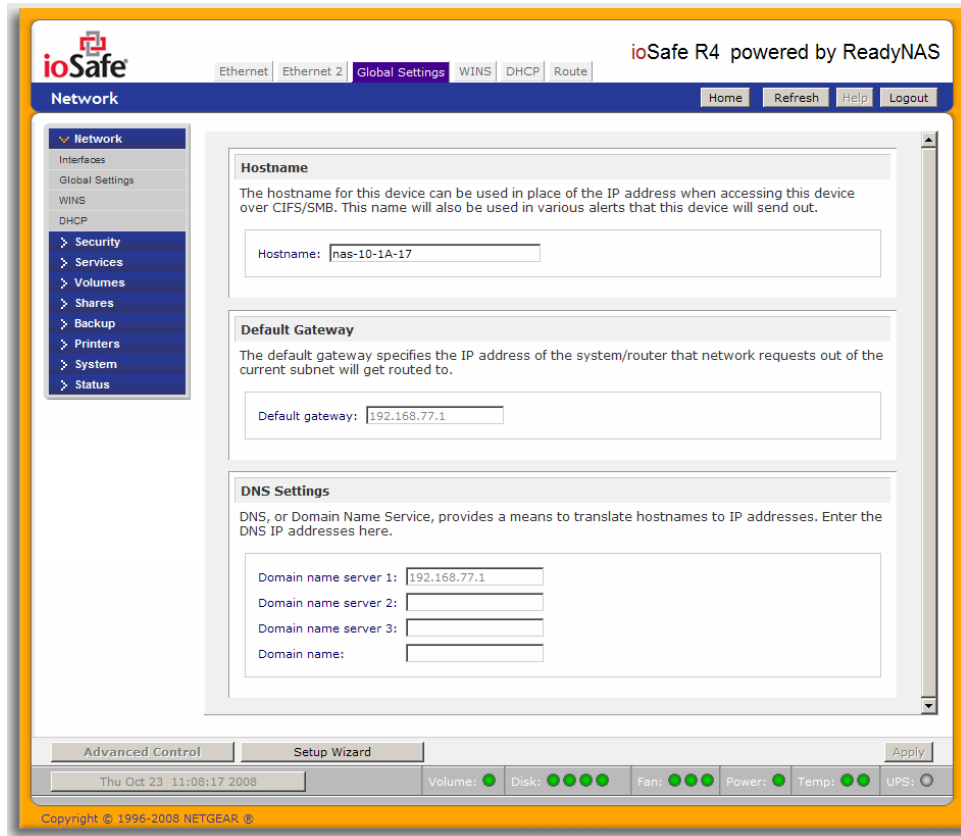 ioSafe
ioSafe R4 powered by ReadyNAS
Ethernet Ethernet 2 Global Settings WINS DHCP Route
Network
Home Refresh Help Logout
Network
Interfaces
Global Settings
WINS
DHCP
Security
Services
Volumes
Shares
Backup
Printers
System
Status
Hostname
The hostname for this device can be used in place of the IP address when accessing this device
over CIFS/SMB. This name will also be used in various alerts that this device will send out.
Hostname: nas-10-1A-17
Default Gateway
The default gateway specifies the IP address of the system/router that network requests out of the
current subnet will get routed to.
Default gateway: 192.168.77.1
DNS Settings
DNS, or Domain Name Service, provides a means to translate hostnames to IP addresses. Enter the
DNS IP addresses here.
Domain name server 1: 192.168.77.1
Domain name server 2:
Domain name server 3:
Domain name:
Advanced Control Setup Wizard Apply
Thu Oct 23 11:08:17 2008 Volume: Disk: Fan: Power: Temp: UPS:
Copyright © 1996-2008 NETGEAR ®